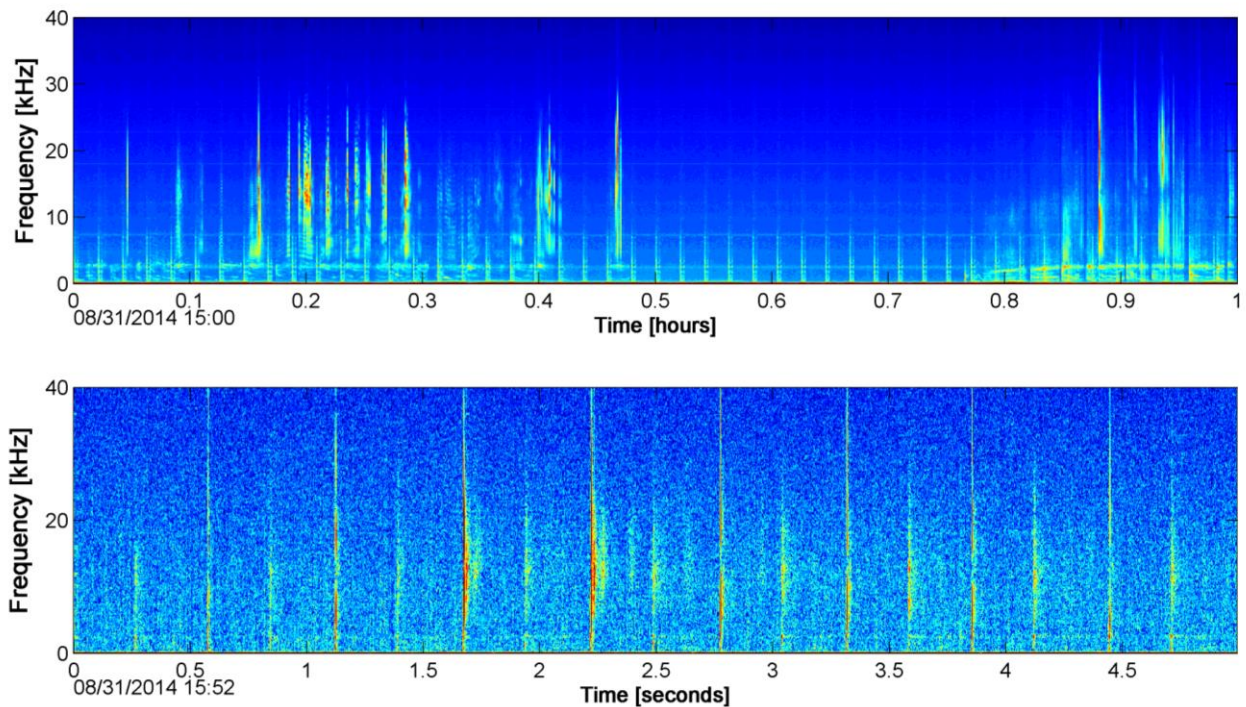 40
30
20
10
0
Frequency [kHz]
0 0.1 0.2 0.3 0.4 0.5 0.6 0.7 0.8 0.9 1
08/31/2014 15:00
Time [hours]
40
20
0
Frequency [kHz]
0 0.5 1 1.5 2 2.5 3 3.5 4 4.5
08/31/2014 15:52
Time [seconds]